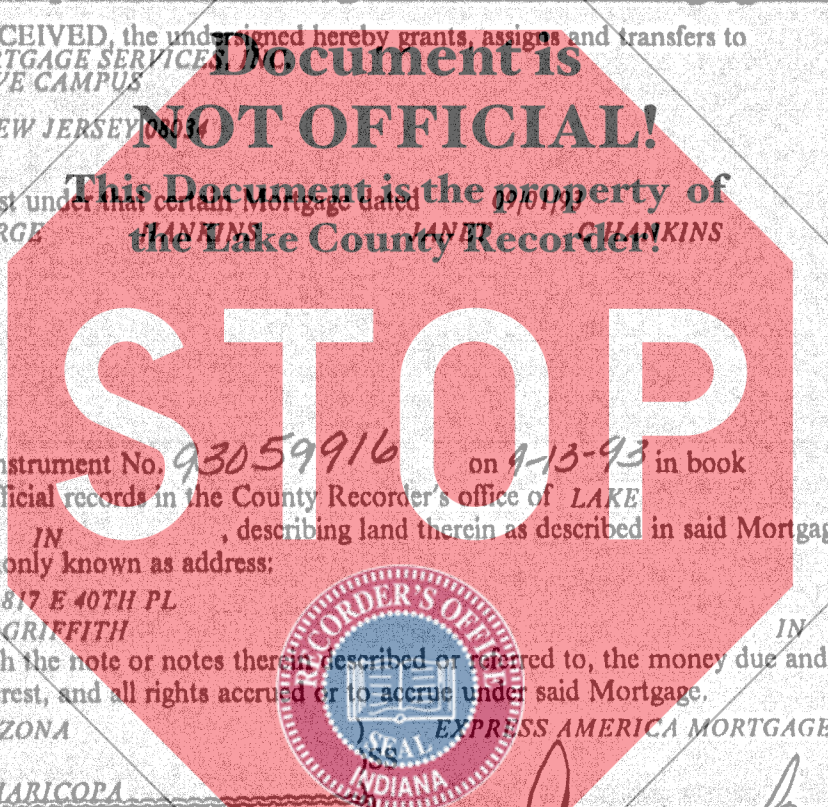 CEIVED, the undersigned hereby grants, assigns and transfers to
RTGAGE SERVICES, INC.
VE CAMPUS
Document is
EW JERSEY 08034
NOT OFFICIAL!
This Document is the property of
st under that certain Mortgage dated 09/01/93
RGE HANKINS JANET C HANKINS
the Lake County Recorder!
STOP
nstrument No. 93059916 on 9-13-93 in book
ficial records in the County Recorder's office of LAKE
IN , describing land therein as described in said Mortgag
only known as address:
817 E 40TH PL
GRIFFITH IN
h the note or notes therein described or referred to, the money due and
rest, and all rights accrued or to accrue under said Mortgage.
ZONA ) EXPRESS AMERICA MORTGAGE
)SS
ARICOPA )
RECORDER'S OFFICE
SEAL
INDIANA